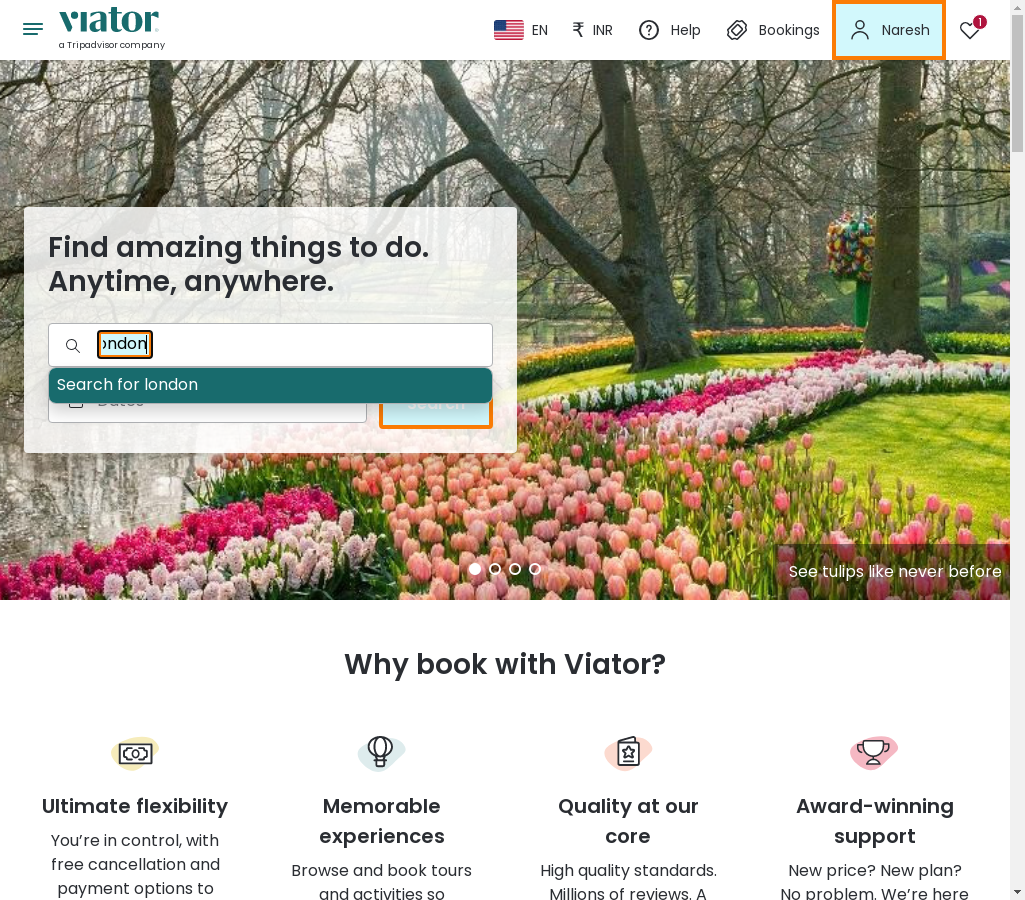 viator
a Tripadvisor company
EN
₹ INR
Help
Bookings
Naresh
1
Find amazing things to do.
Anytime, anywhere.
ondon
Search for london
See tulips like never before
Why book with Viator?
Ultimate flexibility
You're in control, with
free cancellation and
payment options to
Memorable
experiences
Browse and book tours
and activities so
Quality at our
core
High quality standards.
Millions of reviews. A
Award-winning
support
New price? New plan?
No problem. We're here